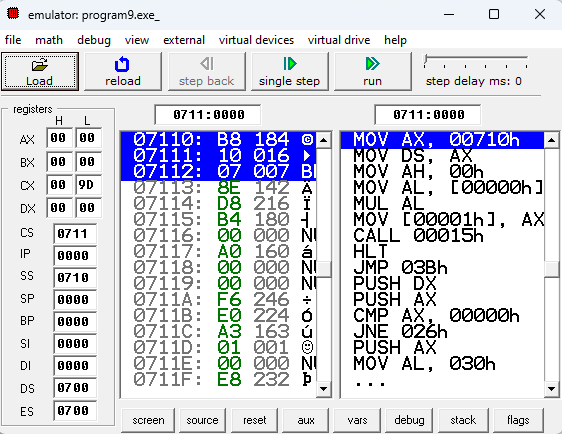 emulator: program9.exe_
file math debug view external virtual devices virtual drive help
Load reload step back single step run step delay ms: 0
registers
H L
AX 00 00
BX 00 00
CX 00 9D
DX 00 00
CS 0711
IP 0000
SS 0710
SP 0000
BP 0000
SI 0000
DI 0000
DS 0700
ES 0700
0711:0000
07110: B8 184
07111: 10 016
07112: 07 007
07113: 8E 142 Ä
07114: D8 216 Ï
07115: B4 180 ┤
07116: 00 000 NU
07117: A0 160 á
07118: 00 000 NU
07119: 00 000 NU
0711A: F6 246 ÷
0711B: E0 224 Ó
0711C: A3 163 ú
0711D: 01 001 ☺
0711E: 00 000 NU
0711F: E8 232 Þ
0711:0000
MOV AX, 00710h
MOV DS, AX
MOV AH, 00h
MOV AL, [00000h]
MUL AL
MOV [00001h], AX
CALL 00015h
HLT
JMP 03Bh
PUSH DX
PUSH AX
CMP AX, 00000h
JNE 026h
PUSH AX
MOV AL, 030h
...
screen source reset aux vars debug stack flags